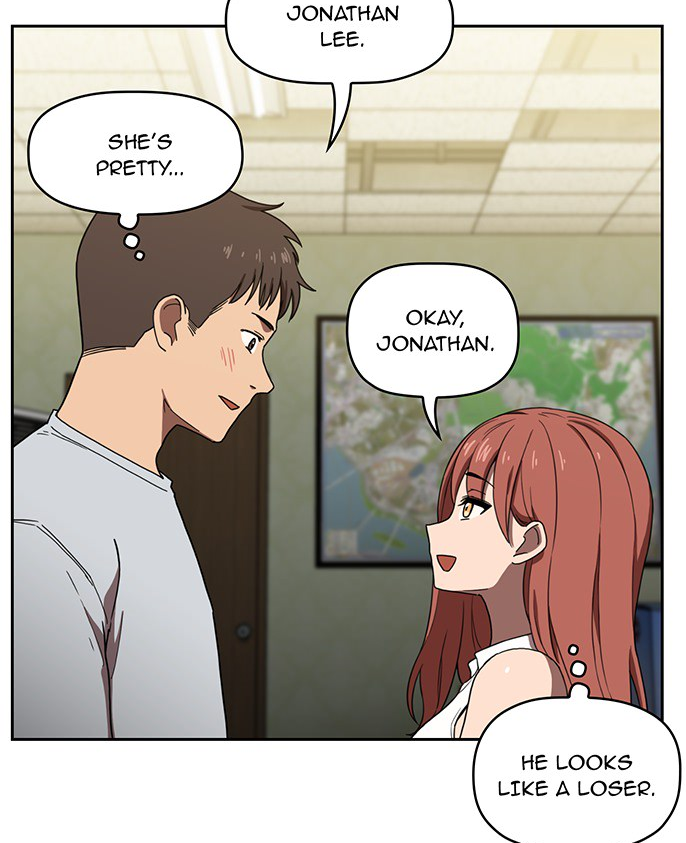 JONATHAN
LEE.
SHE'S
PRETTY...
OKAY,
JONATHAN.
HE LOOKS
LIKE A LOSER.